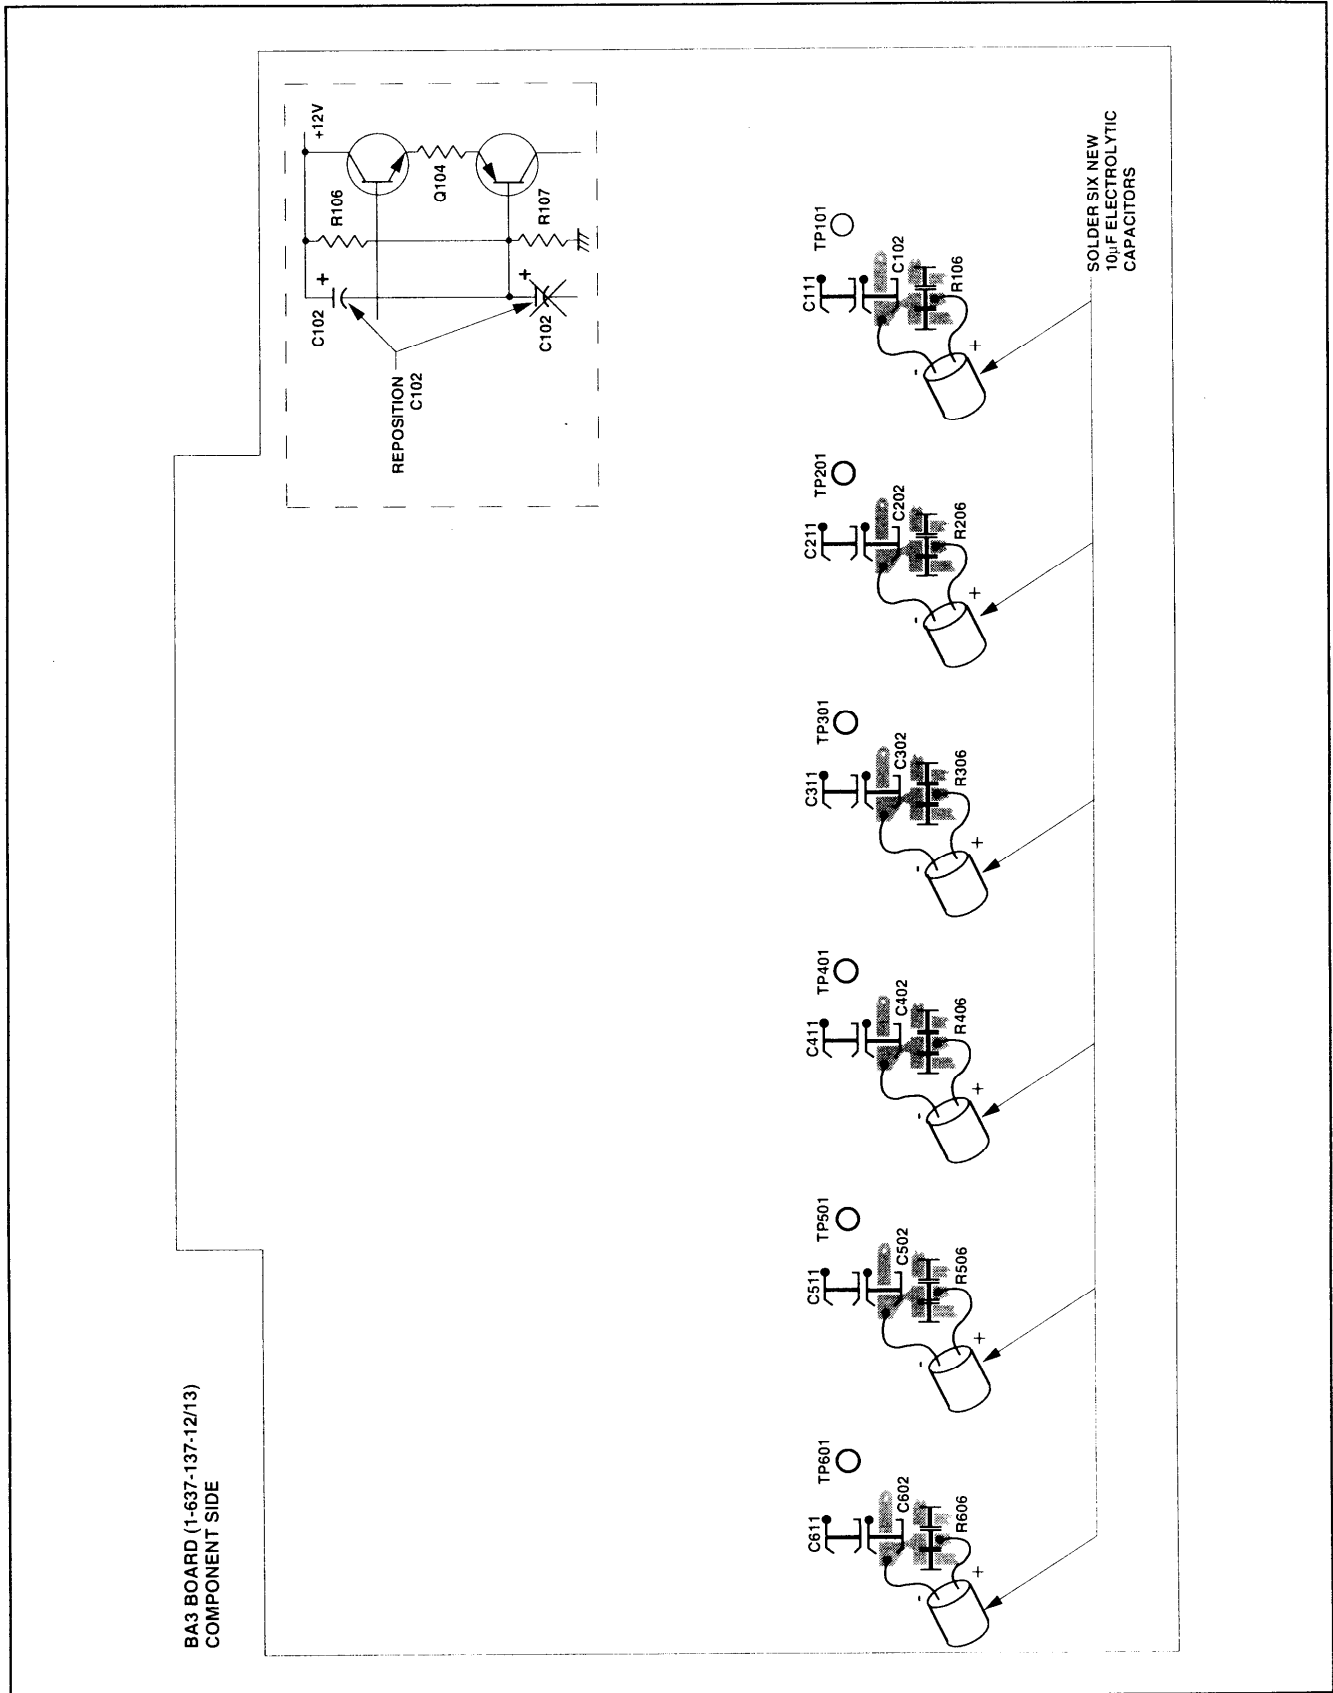 BA3 BOARD (1-637-137-12/13)
COMPONENT SIDE
+12V
R106
Q104
R107
+
C102
+
C102
REPOSITION
C102
TP101
C111
C102
R106
-
+
TP201
C211
C202
R206
-
+
TP301
C311
C302
R306
-
+
TP401
C411
C402
R406
-
+
TP501
C511
C502
R506
-
+
TP601
C611
C602
R606
-
+
SOLDER SIX NEW
10µF ELECTROLYTIC
CAPACITORS